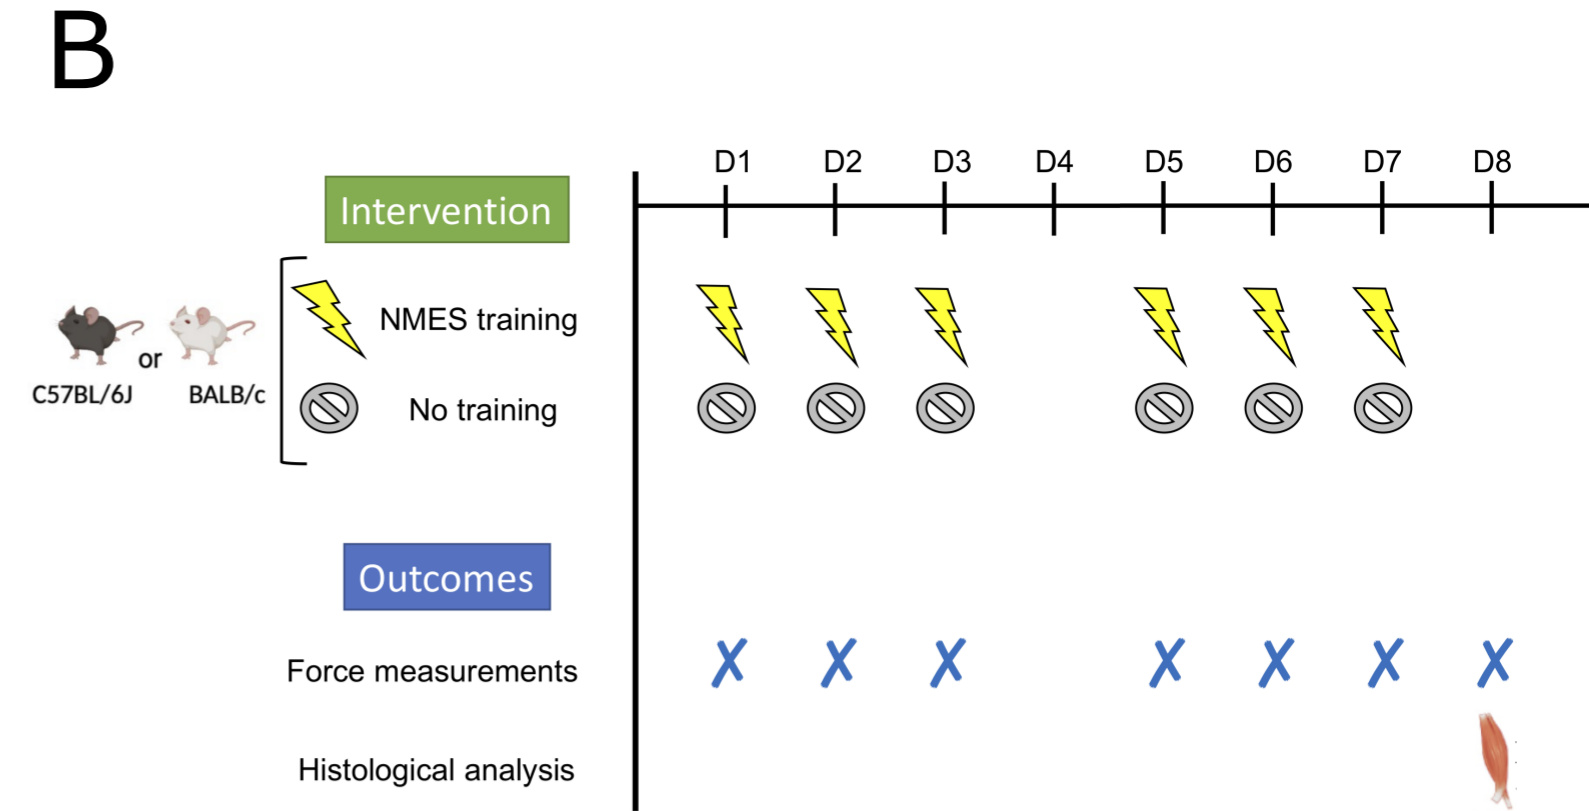 B
D1 D2 D3 D4 D5 D6 D7 D8
Intervention
NMES training
or
C57BL/6J BALB/c
No training
Outcomes
Force measurements
Histological analysis